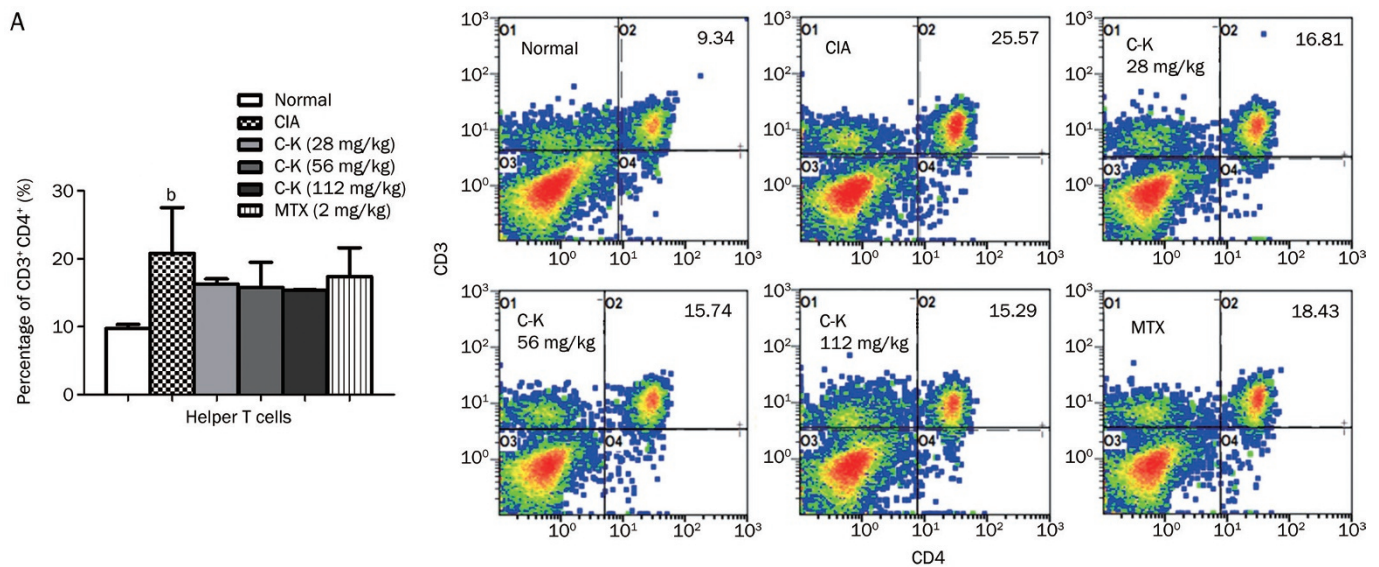 A
Normal
CIA
C-K (28 mg/kg)
C-K (56 mg/kg)
C-K (112 mg/kg)
MTX (2 mg/kg)
Percentage of CD3⁺ CD4⁺ (%)
30
20
10
0
b
Helper T cells
CD3
CD4
10³
10²
10¹
10⁰
O1
O2
Normal
9.34
O3
O4
10⁰ 10¹ 10² 10³
O1
O2
CIA
25.57
O3
O4
10⁰ 10¹ 10² 10³
10³
10²
10¹
10⁰
O1
O2
C-K
28 mg/kg
16.81
O3
O4
10⁰ 10¹ 10² 10³
10³
10²
10¹
10⁰
O1
O2
C-K
56 mg/kg
15.74
O3
O4
10⁰ 10¹ 10² 10³
10³
10²
10¹
10⁰
O1
O2
C-K
112 mg/kg
15.29
O3
O4
10⁰ 10¹ 10² 10³
10³
10²
10¹
10⁰
O1
O2
MTX
18.43
O3
O4
10⁰ 10¹ 10² 10³
10³
10²
10¹
10⁰